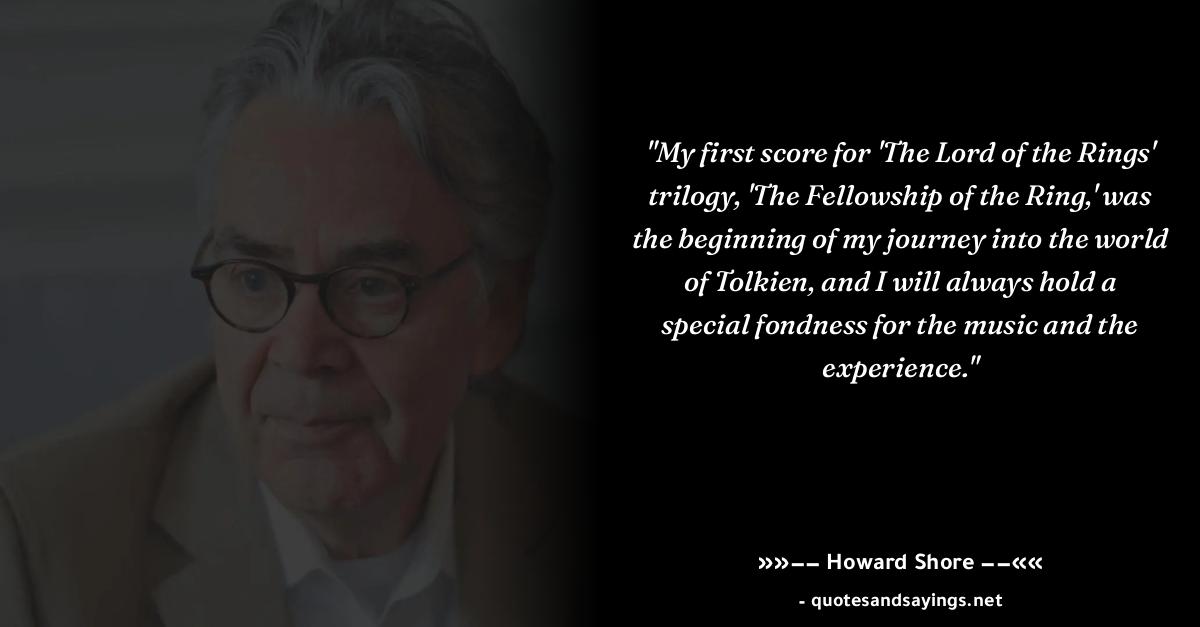 "My first score for 'The Lord of the Rings'
trilogy, 'The Fellowship of the Ring,' was
the beginning of my journey into the world
of Tolkien, and I will always hold a
special fondness for the music and the
experience."
»»−− Howard Shore −−««
- quotesandsayings.net